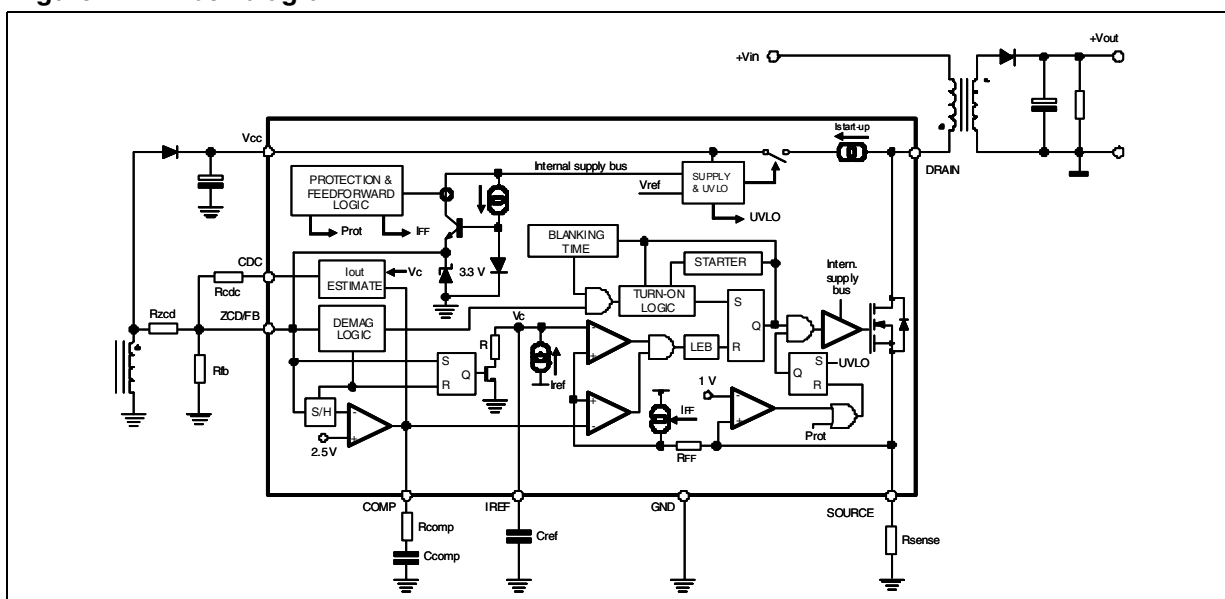 +Vin
+Vout
Vcc
Istart-up
DRAIN
Internal supply bus
PROTECTION &
FEEDFORWARD
LOGIC
SUPPLY
& UVLO
Vref
UVLO
Prot
IFF
BLANKING
TIME
STARTER
Intern.
supply
bus
CDC
Rcdc
Iout
ESTIMATE
Vc
3.3 V
TURN-ON
LOGIC
S
Q
R
Rzcd
ZCD/FB
DEMAG
LOGIC
Rfb
R
Vc
Iref
LEB
S
Q
R
UVLO
Q
S
R
S/H
2.5 V
1 V
IFF
RFF
Prot
COMP
IREF
GND
SOURCE
Rcomp
Ccomp
Cref
Rsense